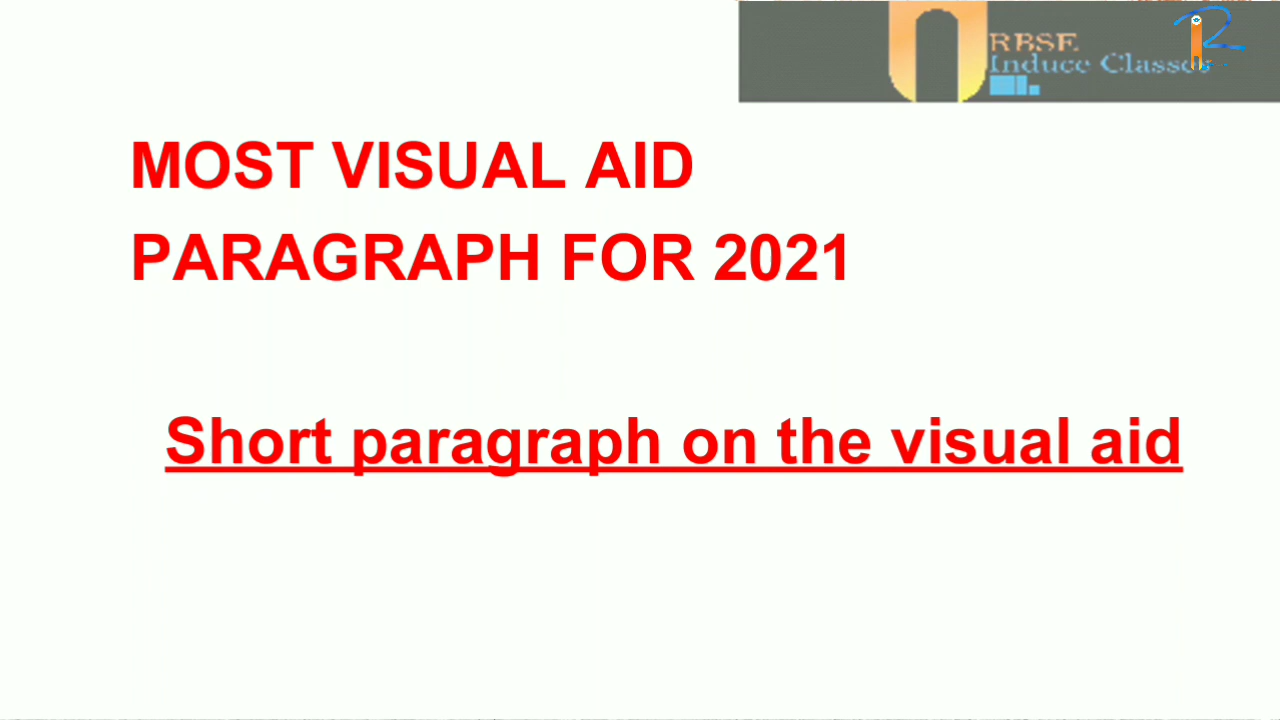 RBSE
Induce Classes
MOST VISUAL AID
PARAGRAPH FOR 2021
Short paragraph on the visual aid